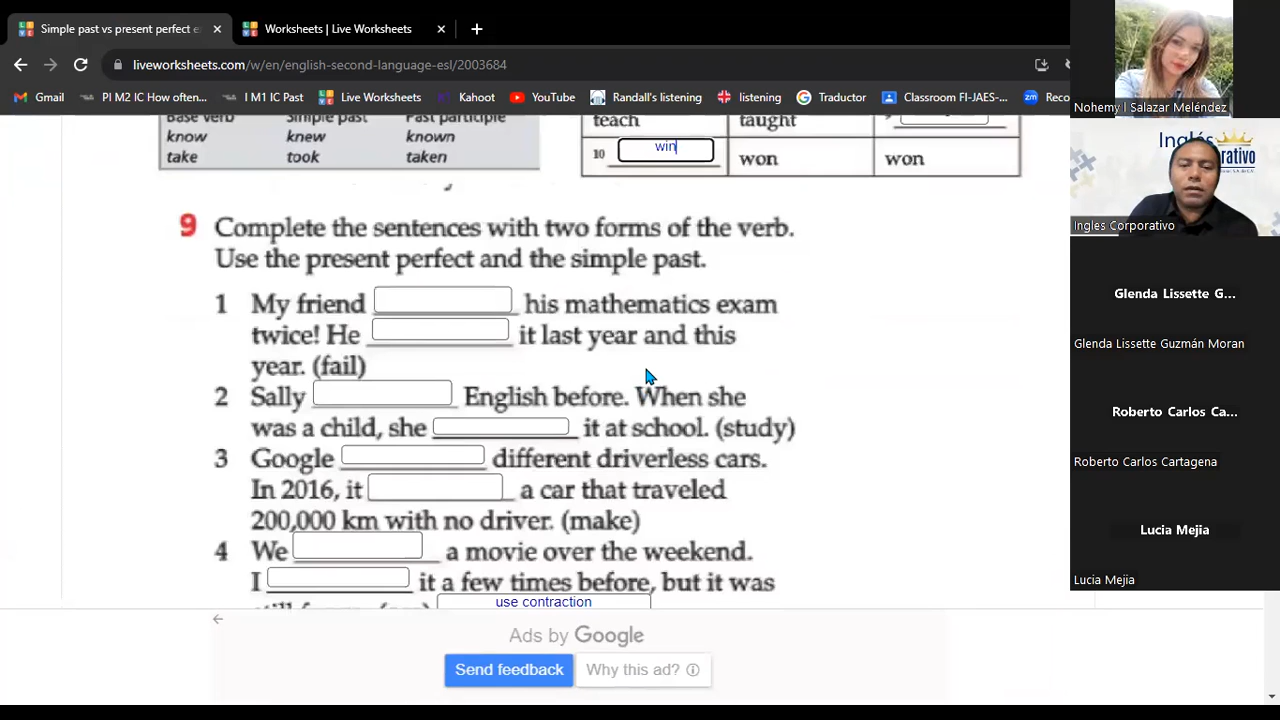 Simple past vs present perfect e
Worksheets | Live Worksheets
liveworksheets.com/w/en/english-second-language-esl/2003684
Gmail
PI M2 IC How often...
I M1 IC Past
Live Worksheets
Kahoot
YouTube
Randall's listening
listening
Traductor
Classroom FI-JAES-...
Reco
Base verb Simple past Past participle
know knew known
take took taken
teach taught 9
10 win won won
9 Complete the sentences with two forms of the verb.
Use the present perfect and the simple past.
1 My friend his mathematics exam
twice! He it last year and this
year. (fail)
2 Sally English before. When she
was a child, she it at school. (study)
3 Google different driverless cars.
In 2016, it a car that traveled
200,000 km with no driver. (make)
4 We a movie over the weekend.
I it a few times before, but it was
use contraction
Ads by Google
Send feedback
Why this ad?
Nohemy I Salazar Meléndez
Inglés
rativo
Ingles Corporativo
Glenda Lissette G...
Glenda Lissette Guzmán Moran
Roberto Carlos Ca...
Roberto Carlos Cartagena
Lucia Mejia
Lucia Mejia